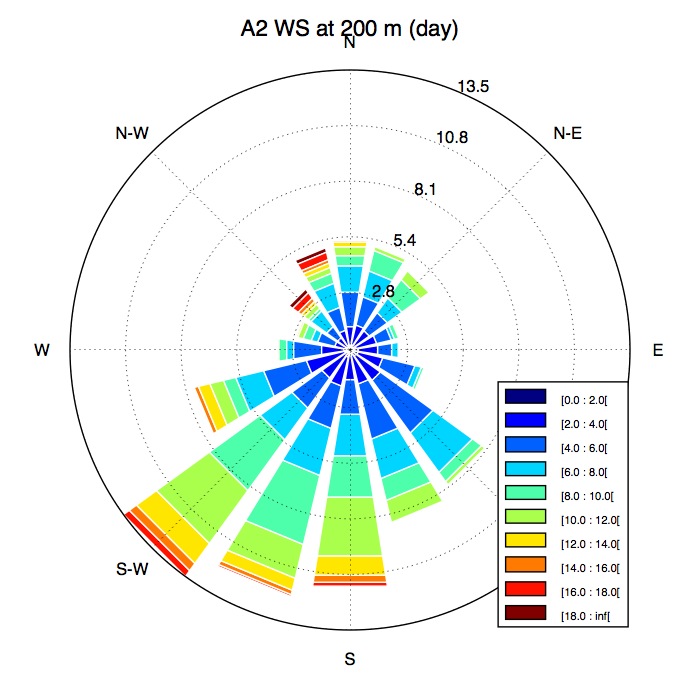 A2 WS at 200 m (day)
N
13.5
N-W
N-E
10.8
8.1
5.4
2.8
W
E
[0.0 : 2.0[
[2.0 : 4.0[
[4.0 : 6.0[
[6.0 : 8.0[
[8.0 : 10.0[
[10.0 : 12.0[
[12.0 : 14.0[
[14.0 : 16.0[
[16.0 : 18.0[
[18.0 : inf[
S-W
S